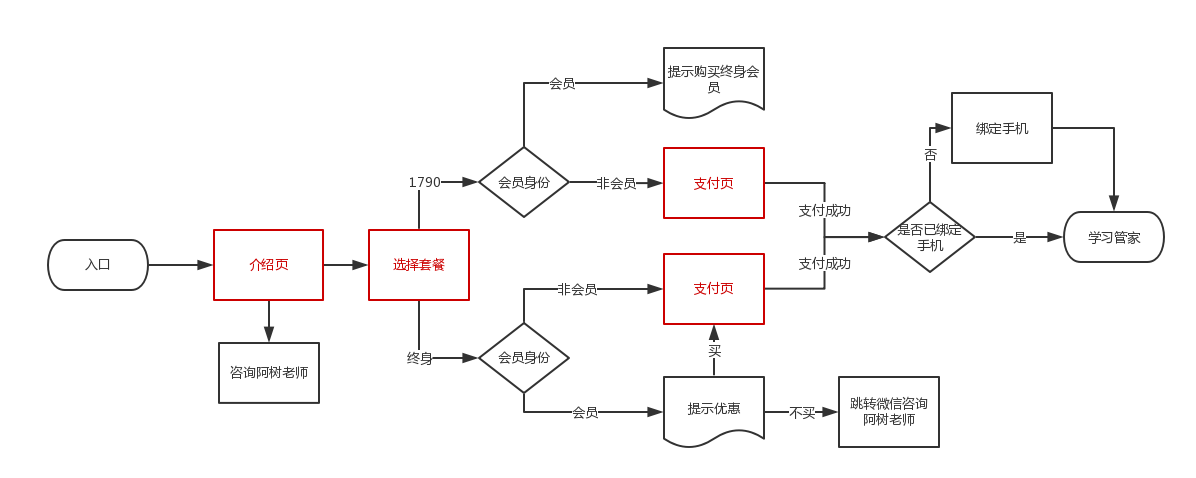 会员
提示购买终身会
员
1790
会员身份
非会员
支付页
支付成功
否
绑定手机
入口
介绍页
选择套餐
是否已绑定
手机
是
学习管家
支付成功
非会员
支付页
终身
会员身份
买
咨询阿树老师
会员
提示优惠
不买
跳转微信咨询
阿树老师